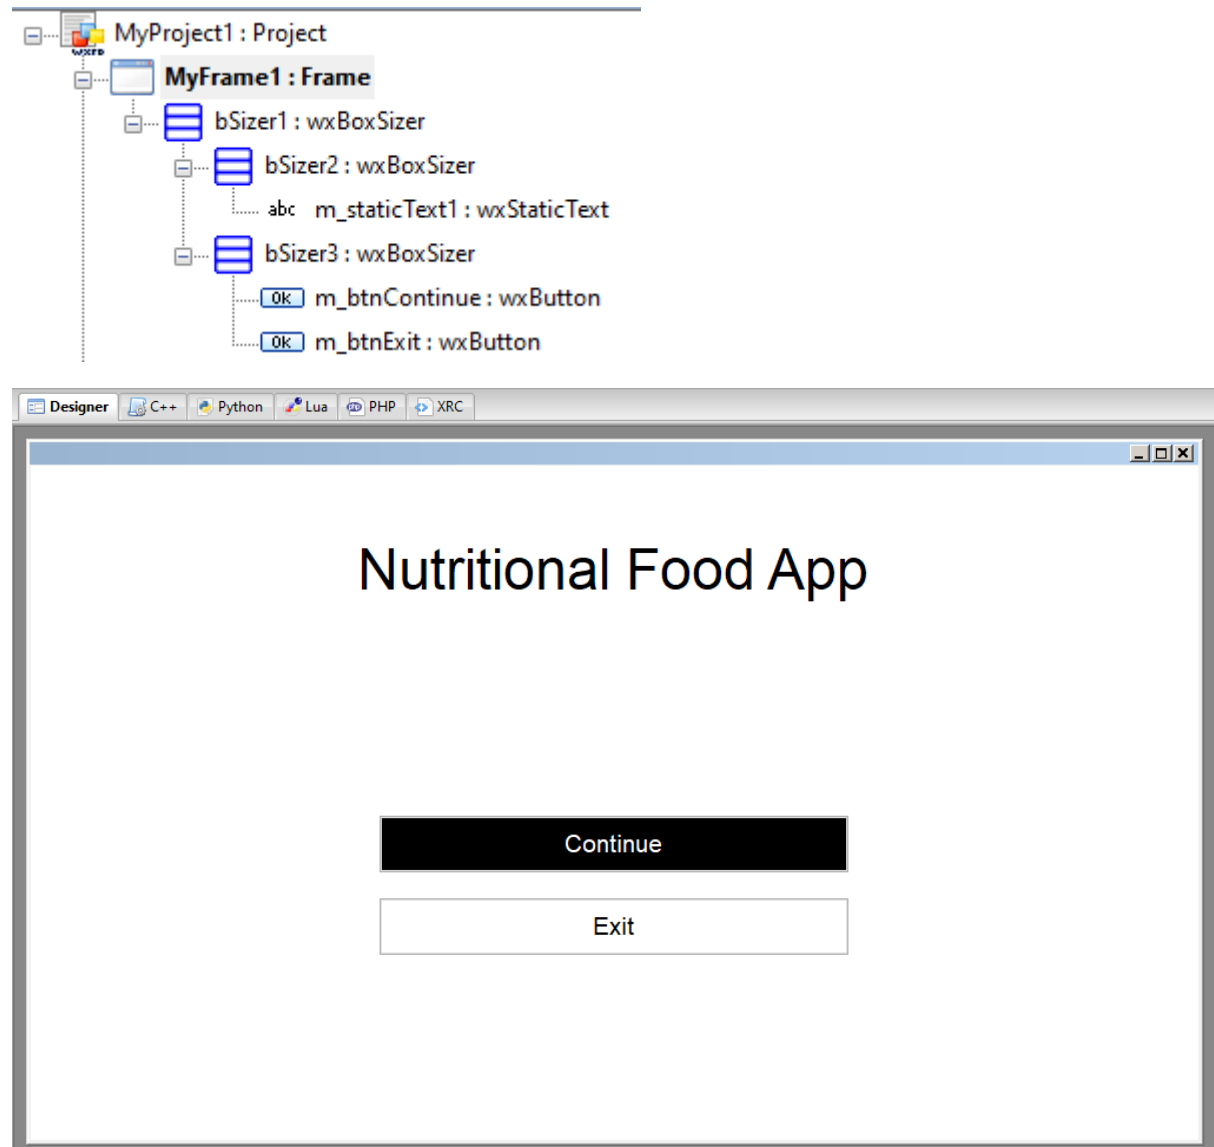 MyProject1 : Project
MyFrame1 : Frame
bSizer1 : wxBoxSizer
bSizer2 : wxBoxSizer
abc m_staticText1 : wxStaticText
bSizer3 : wxBoxSizer
Ok m_btnContinue : wxButton
Ok m_btnExit : wxButton
Designer C++ Python Lua PHP XRC
Nutritional Food App
Continue
Exit